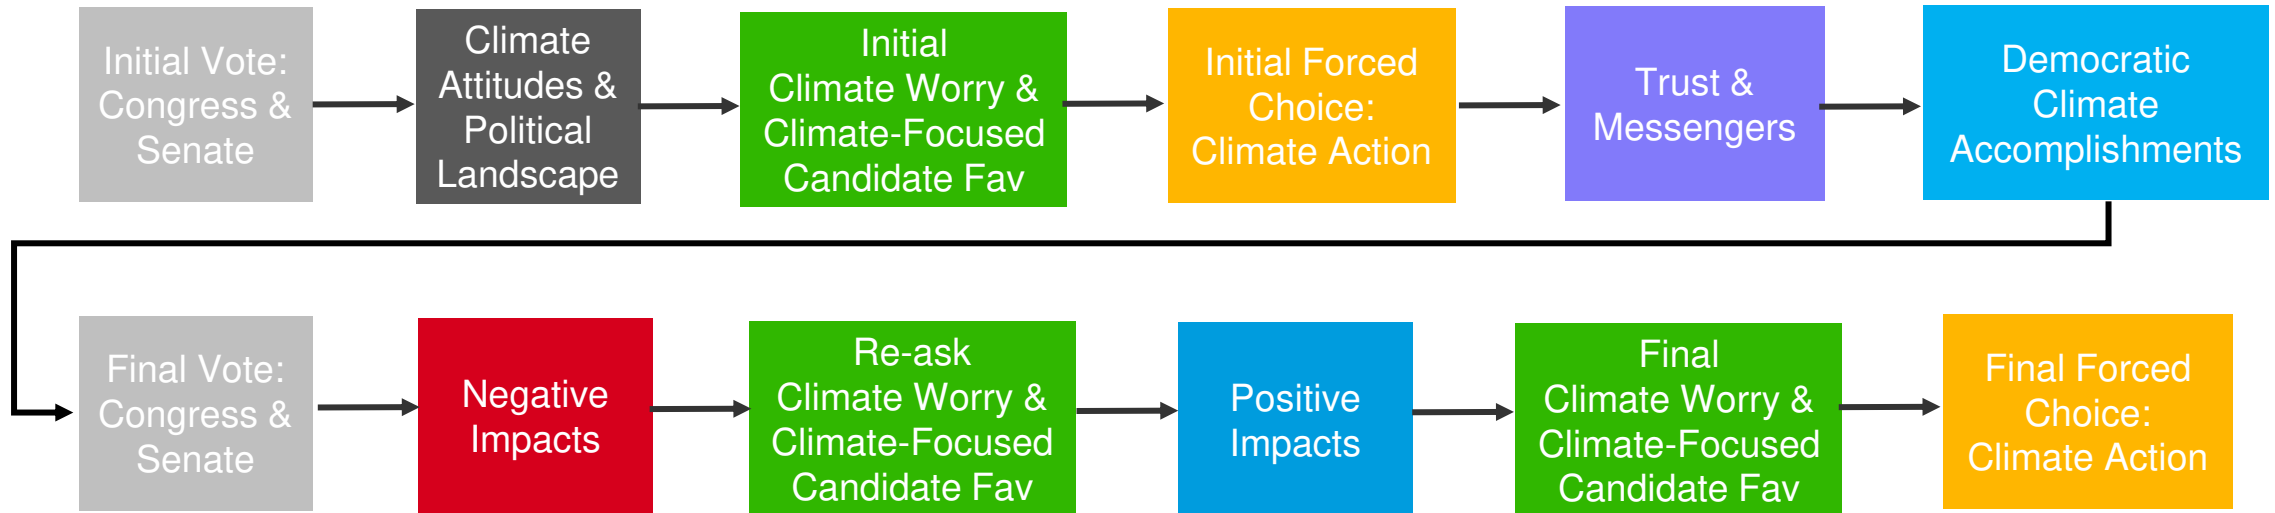 Initial Vote:
Congress &
Senate
Climate
Attitudes &
Political
Landscape
Initial
Climate Worry &
Climate-Focused
Candidate Fav
Initial Forced
Choice:
Climate Action
Trust &
Messengers
Democratic
Climate
Accomplishments
Final Vote:
Congress &
Senate
Negative
Impacts
Re-ask
Climate Worry &
Climate-Focused
Candidate Fav
Positive
Impacts
Final
Climate Worry &
Climate-Focused
Candidate Fav
Final Forced
Choice:
Climate Action